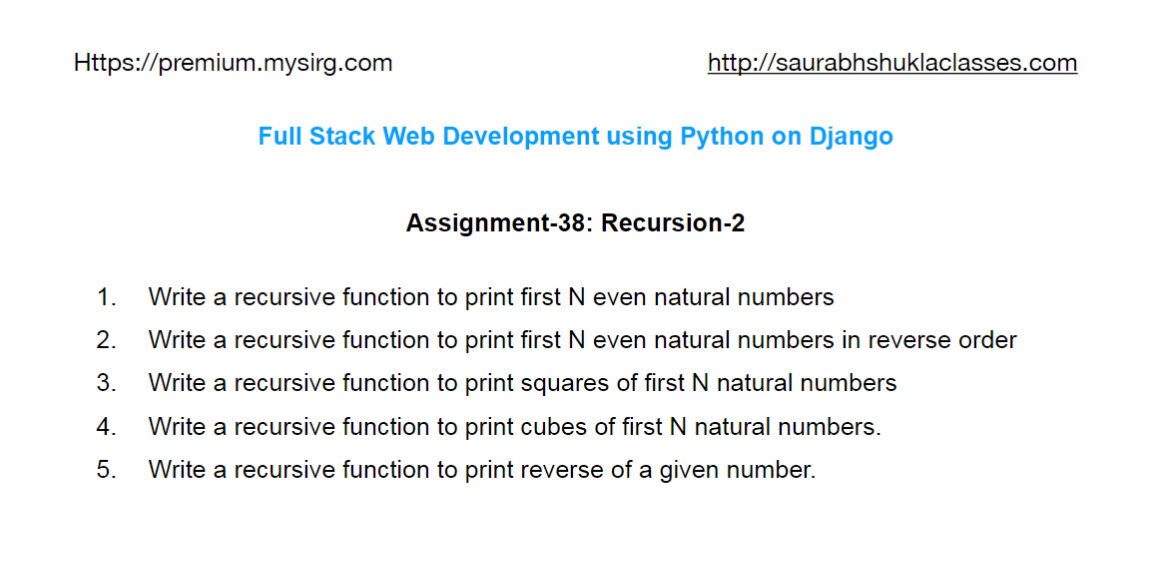 Https://premium.mysirg.com http://saurabhshuklaclasses.com
Full Stack Web Development using Python on Django
Assignment-38: Recursion-2
1. Write a recursive function to print first N even natural numbers
2. Write a recursive function to print first N even natural numbers in reverse order
3. Write a recursive function to print squares of first N natural numbers
4. Write a recursive function to print cubes of first N natural numbers.
5. Write a recursive function to print reverse of a given number.